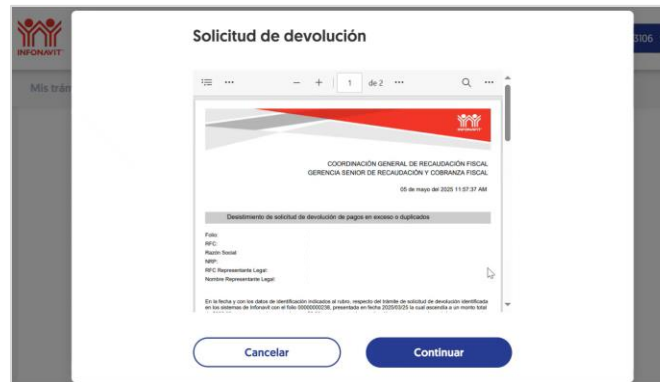 Solicitud de devolución
INFONAVIT
3106
Mis trám
1 de 2
INFONAVIT
COORDINACIÓN GENERAL DE RECAUDACIÓN FISCAL
GERENCIA SENIOR DE RECAUDACIÓN Y COBRANZA FISCAL
05 de mayo del 2025 11:57:37 AM
Desistimiento de solicitud de devolución de pagos en exceso o duplicados
Folio:
RFC:
Razón Social:
NRP:
RFC Representante Legal:
Nombre Representante Legal:
En la fecha y con los datos de identificación indicados al rubro, respecto del trámite de solicitud de devolución identificada
en los sistemas de Infonavit con el folio 00000000238, presentada en fecha 2025/03/25 la cual ascendía a un monto total
Cancelar
Continuar